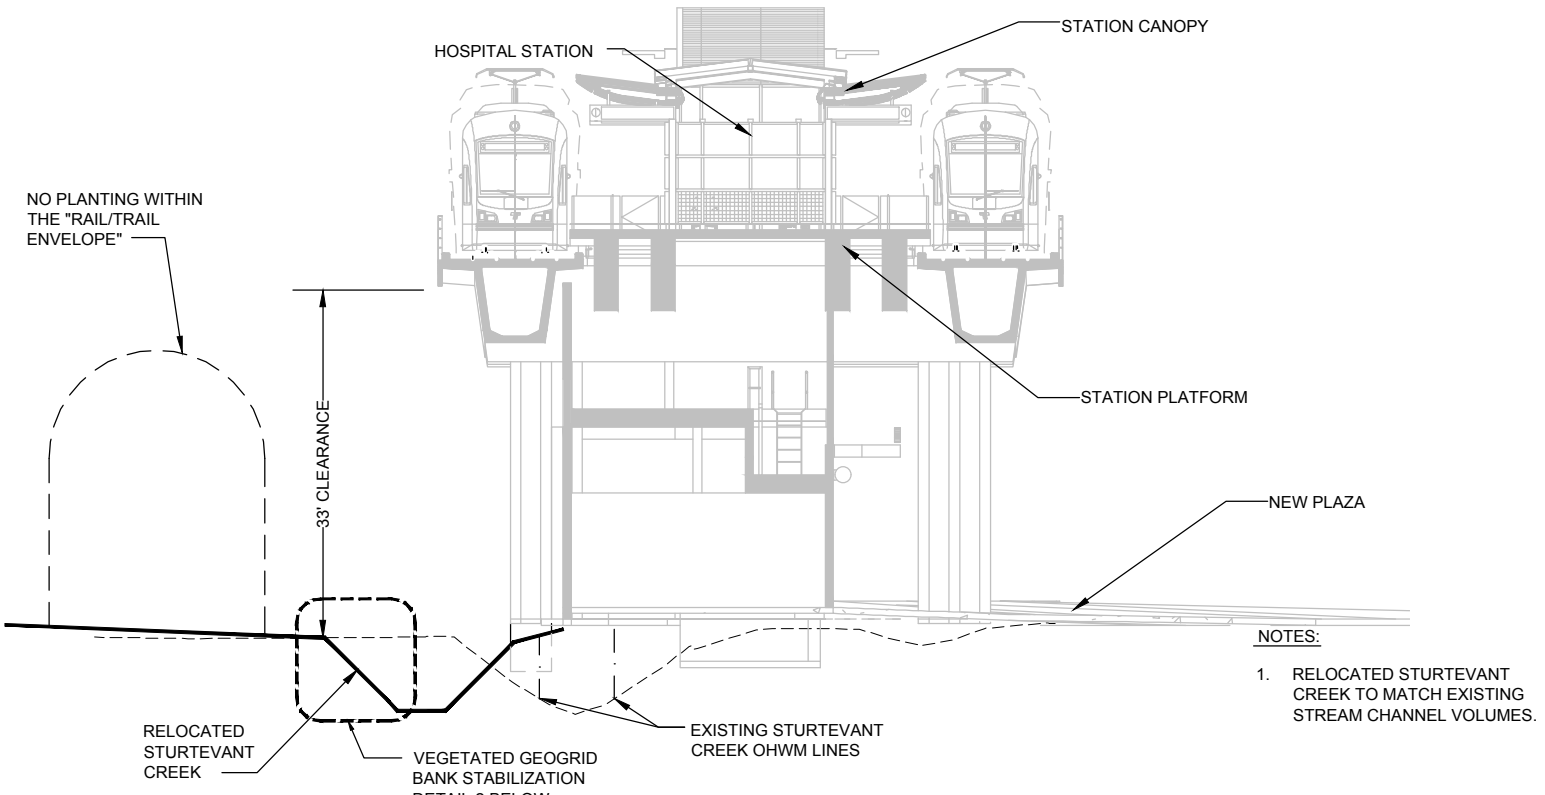 STATION CANOPY
HOSPITAL STATION
NO PLANTING WITHIN
THE "RAIL/TRAIL
ENVELOPE"
33' CLEARANCE
STATION PLATFORM
NEW PLAZA
NOTES:
1. RELOCATED STURTEVANT
CREEK TO MATCH EXISTING
STREAM CHANNEL VOLUMES.
RELOCATED
STURTEVANT
CREEK
EXISTING STURTEVANT
CREEK OHWM LINES
VEGETATED GEOGRID
BANK STABILIZATION